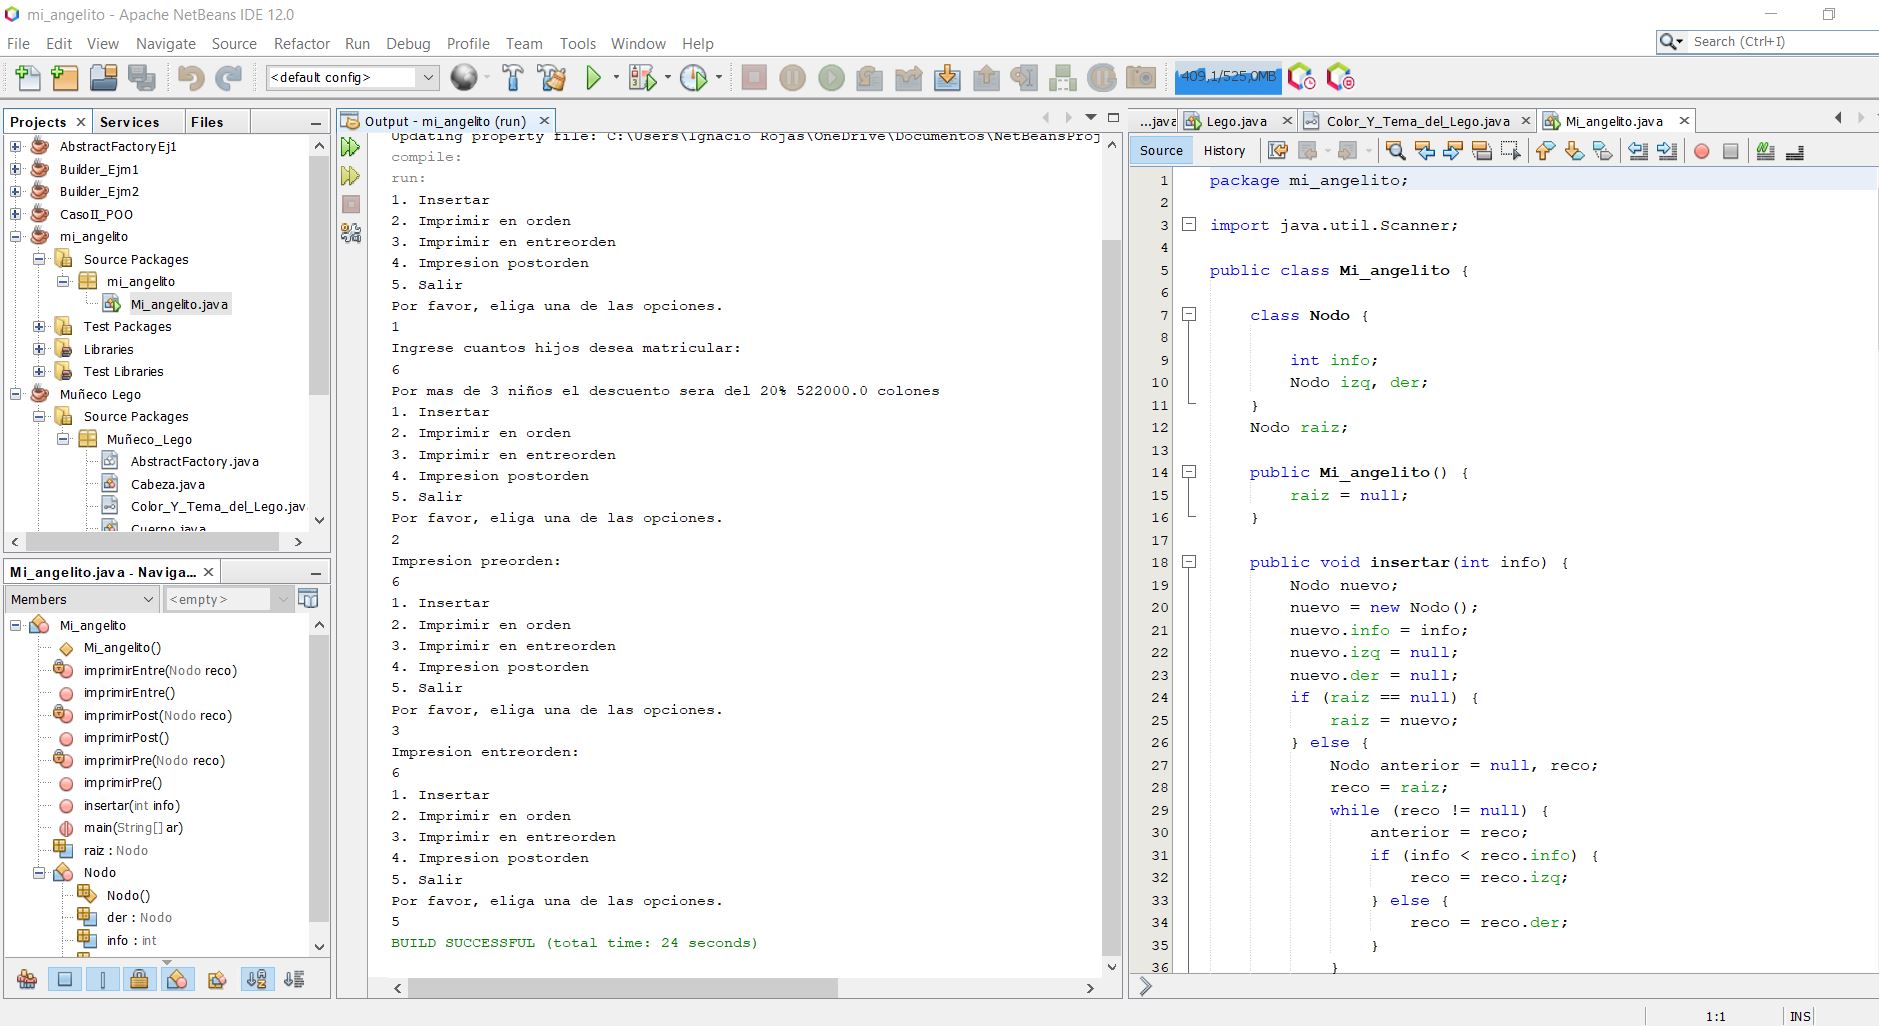 mi_angelito - Apache NetBeans IDE 12.0
File Edit View Navigate Source Refactor Run Debug Profile Team Tools Window Help
Search (Ctrl+I)
<default config>
409,1/525,0MB
Projects Services Files
AbstractFactoryEj1
Builder_Ejm1
Builder_Ejm2
CasoII_POO
mi_angelito
Source Packages
mi_angelito
Mi_angelito.java
Test Packages
Libraries
Test Libraries
Muñeco Lego
Source Packages
Muñeco_Lego
AbstractFactory.java
Cabeza.java
Color_Y_Tema_del_Lego.jav
Cuerno.java
Mi_angelito.java - Naviga...
Members
<empty>
Mi_angelito
Mi_angelito()
imprimirEntre(Nodo reco)
imprimirEntre()
imprimirPost(Nodo reco)
imprimirPost()
imprimirPre(Nodo reco)
imprimirPre()
insertar(int info)
main(String[] ar)
raiz : Nodo
Nodo
Nodo()
der : Nodo
info : int
Output - mi_angelito (run)
Updating property file: C:\Users\Ignacio Rojas\OneDrive\Documentos\NetBeansProj
compile:
run:
1. Insertar
2. Imprimir en orden
3. Imprimir en entreorden
4. Impresion postorden
5. Salir
Por favor, eliga una de las opciones.
1
Ingrese cuantos hijos desea matricular:
6
Por mas de 3 niños el descuento sera del 20% 522000.0 colones
1. Insertar
2. Imprimir en orden
3. Imprimir en entreorden
4. Impresion postorden
5. Salir
Por favor, eliga una de las opciones.
2
Impresion preorden:
6
1. Insertar
2. Imprimir en orden
3. Imprimir en entreorden
4. Impresion postorden
5. Salir
Por favor, eliga una de las opciones.
3
Impresion entreorden:
6
1. Insertar
2. Imprimir en orden
3. Imprimir en entreorden
4. Impresion postorden
5. Salir
Por favor, eliga una de las opciones.
5
BUILD SUCCESSFUL (total time: 24 seconds)
...java Lego.java Color_Y_Tema_del_Lego.java Mi_angelito.java
Source History
1 package mi_angelito;
2
3 import java.util.Scanner;
4
5 public class Mi_angelito {
6
7 class Nodo {
8
9 int info;
10 Nodo izq, der;
11 }
12 Nodo raiz;
13
14 public Mi_angelito() {
15 raiz = null;
16 }
17
18 public void insertar(int info) {
19 Nodo nuevo;
20 nuevo = new Nodo();
21 nuevo.info = info;
22 nuevo.izq = null;
23 nuevo.der = null;
24 if (raiz == null) {
25 raiz = nuevo;
26 } else {
27 Nodo anterior = null, reco;
28 reco = raiz;
29 while (reco != null) {
30 anterior = reco;
31 if (info < reco.info) {
32 reco = reco.izq;
33 } else {
34 reco = reco.der;
35 }
36 }
1:1 INS